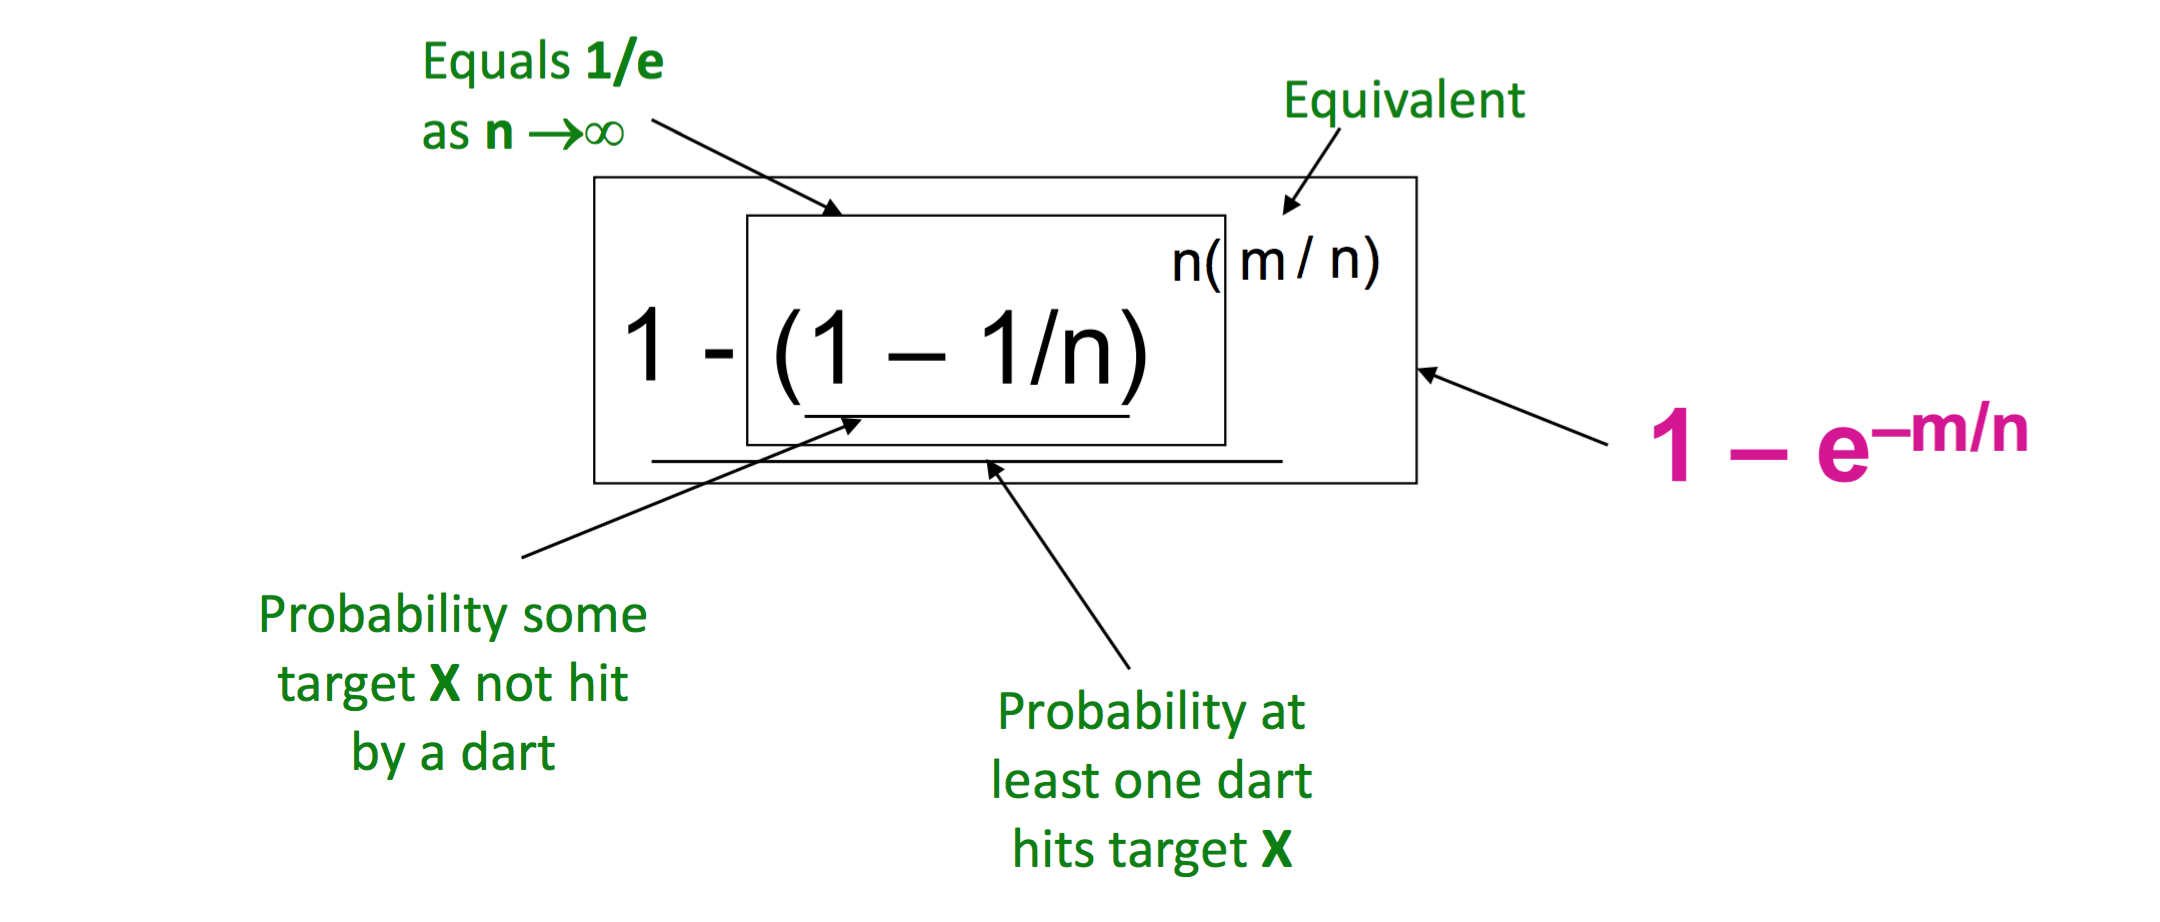 Equals 1/e
as n →∞
Equivalent
n( m / n)
1 - (1 – 1/n)
1 – e–m/n
Probability some
target X not hit
by a dart
Probability at
least one dart
hits target X